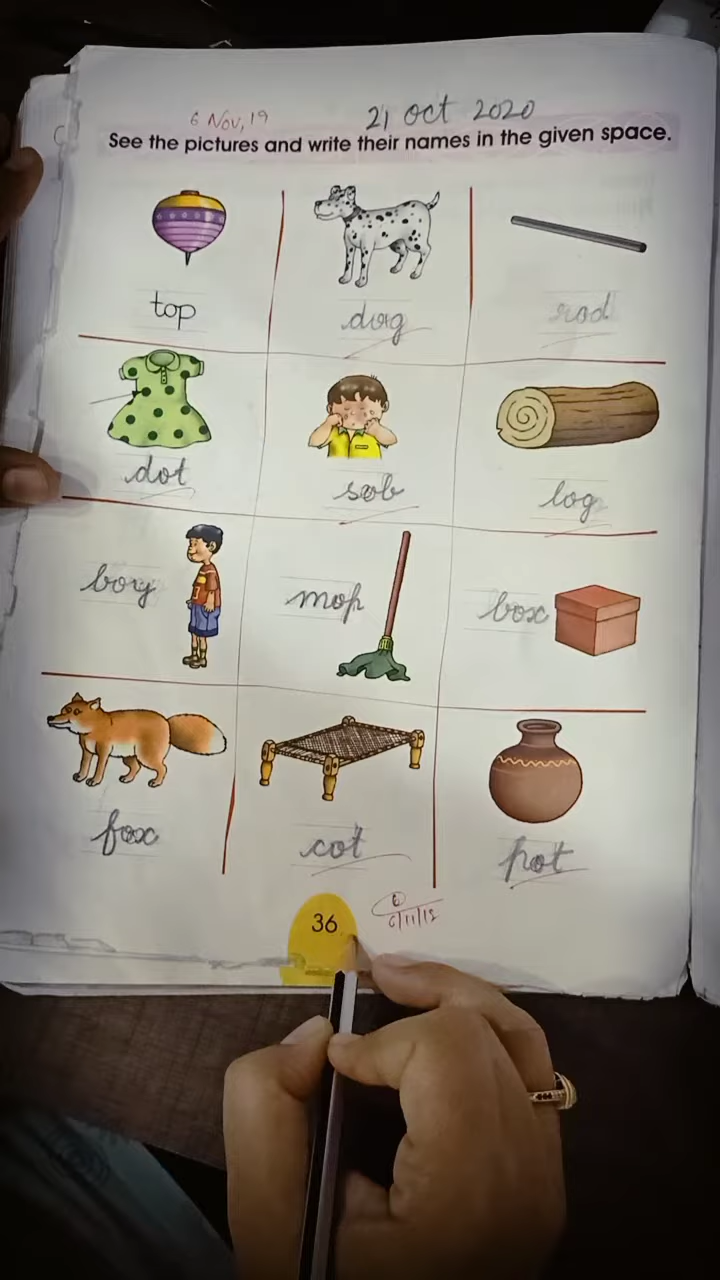 6 Nov, 19
21 oct 2020
See the pictures and write their names in the given space.
top
dog
rod
dot
sob
log
boy
mop
box
fox
cot
pot
36
6/11/19